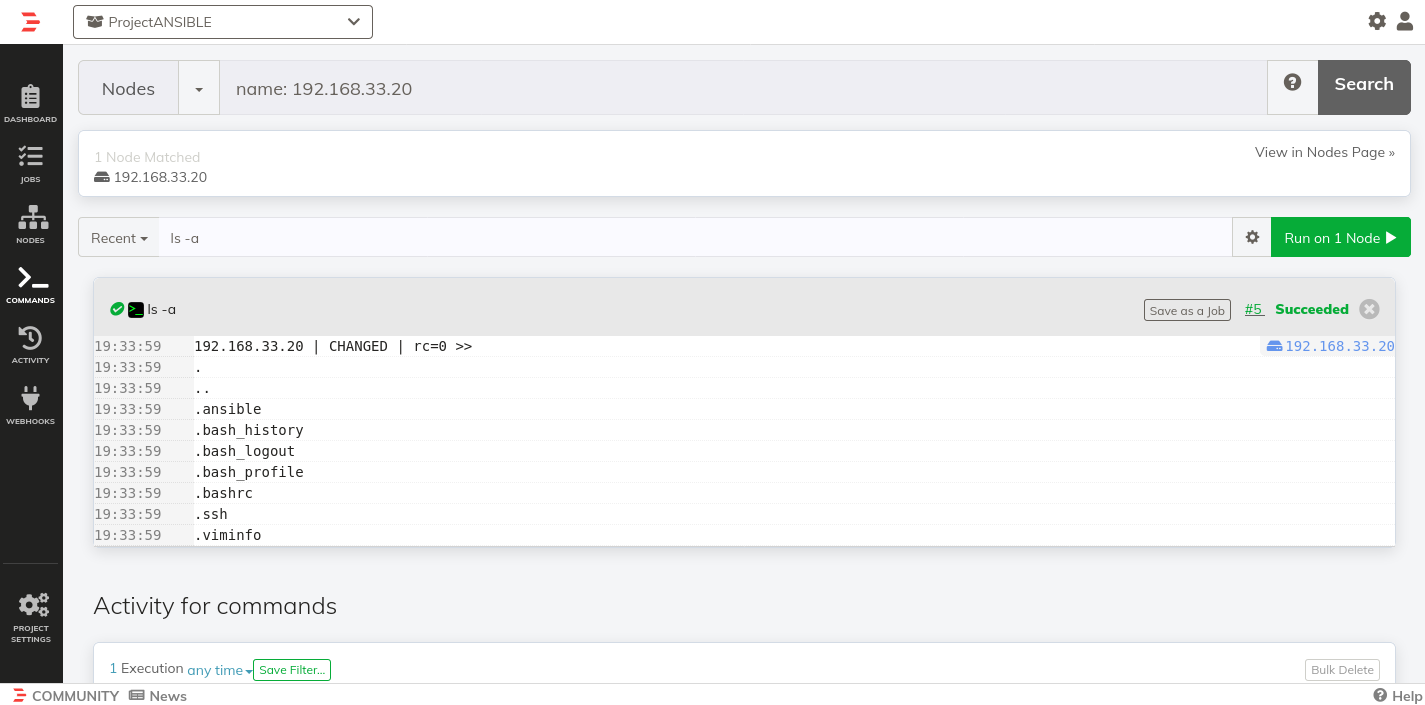 ProjectANSIBLE
Nodes name: 192.168.33.20 Search
DASHBOARD
JOBS
NODES
COMMANDS
ACTIVITY
WEBHOOKS
PROJECT
SETTINGS
1 Node Matched
View in Nodes Page »
192.168.33.20
Recent ls -a Run on 1 Node
>_ ls -a Save as a Job #5 Succeeded
19:33:59 192.168.33.20 | CHANGED | rc=0 >> 192.168.33.20
19:33:59 .
19:33:59 ..
19:33:59 .ansible
19:33:59 .bash_history
19:33:59 .bash_logout
19:33:59 .bash_profile
19:33:59 .bashrc
19:33:59 .ssh
19:33:59 .viminfo
Activity for commands
1 Execution any time Save Filter... Bulk Delete
COMMUNITY News Help